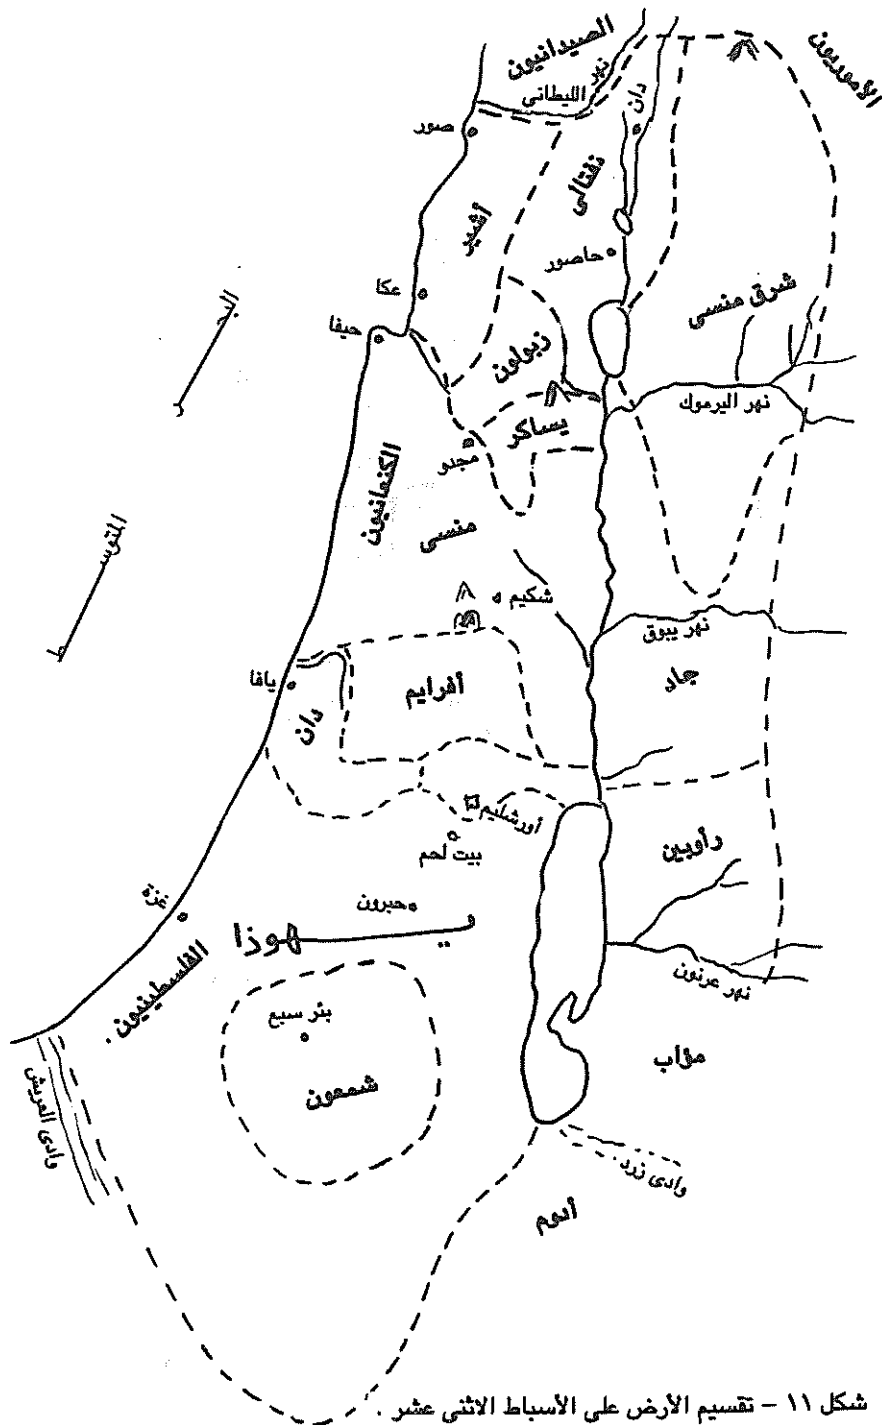 الصيدانيون
الأموريون
نهر الليطانى
دان
صور
نفتالى
أشير
حاصور
عكا
شرق منسى
البحر
حيفا
زبولون
نهر اليرموك
يساكر
مجدو
الكنعانيون
منسى
المتوسط
شكيم
نهر يبوق
يافا
أفرايم
جاد
دان
أورشليم
رأوبين
بيت لحم
حبرون
غزة
يهوذا
الفلسطينيون .
نهر عرنون
بئر سبع
مؤاب
شمعون
وادى العريش
وادى زرد
أدوم
شكل ١١ – تقسيم الأرض على الأسباط الاثنى عشر .